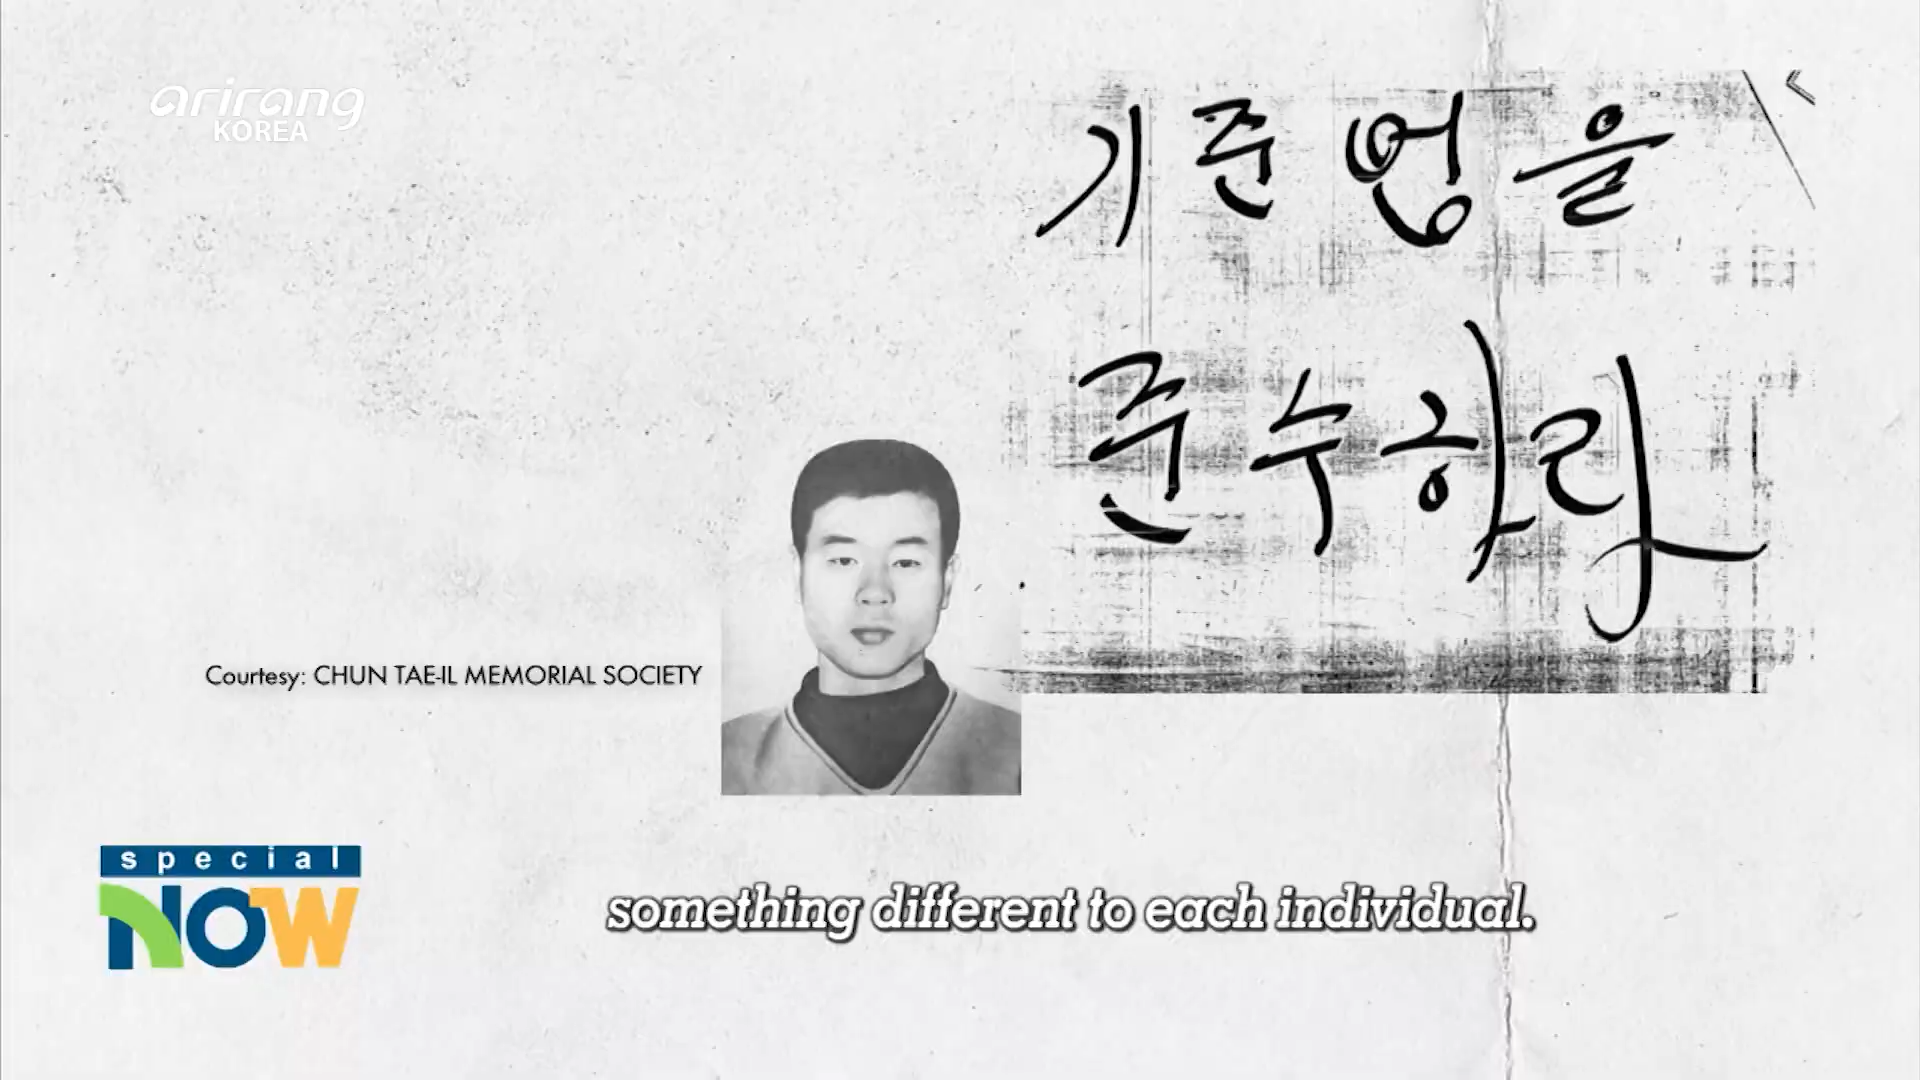 arirang
KOREA
기준법을
준수하라
Courtesy: CHUN TAE-IL MEMORIAL SOCIETY
special
NOW
something different to each individual.